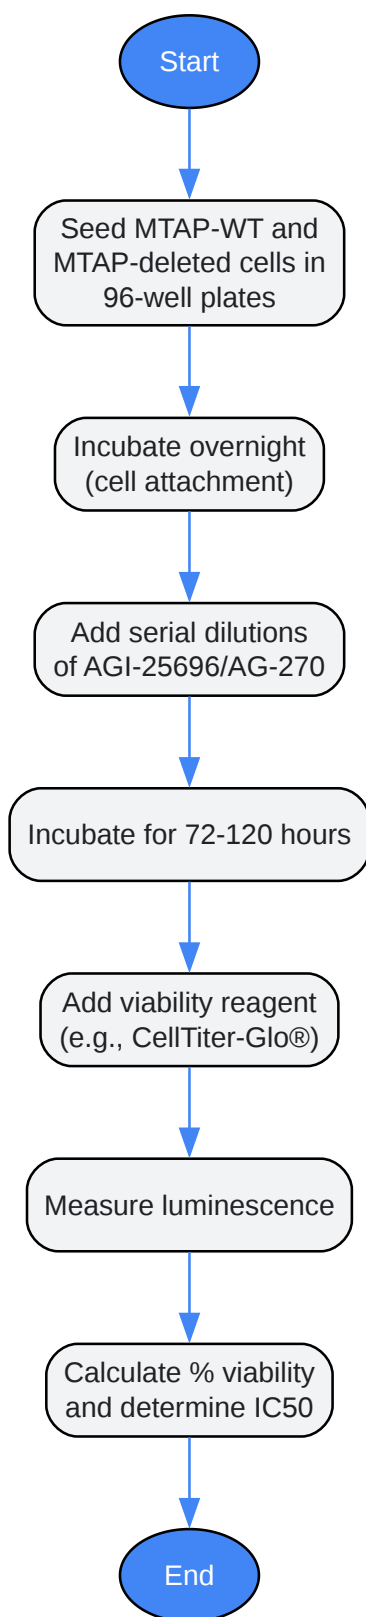 Start
Seed MTAP-WT and
MTAP-deleted cells in
96-well plates
Incubate overnight
(cell attachment)
Add serial dilutions
of AGI-25696/AG-270
Incubate for 72-120 hours
Add viability reagent
(e.g., CellTiter-Glo®)
Measure luminescence
Calculate % viability
and determine IC50
End